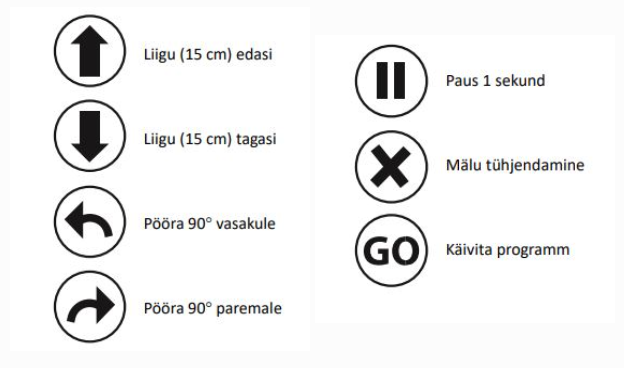 Liigu (15 cm) edasi
Liigu (15 cm) tagasi
Pööra 90° vasakule
Pööra 90° paremale
Paus 1 sekund
Mälu tühjendamine
GO
Käivita programm